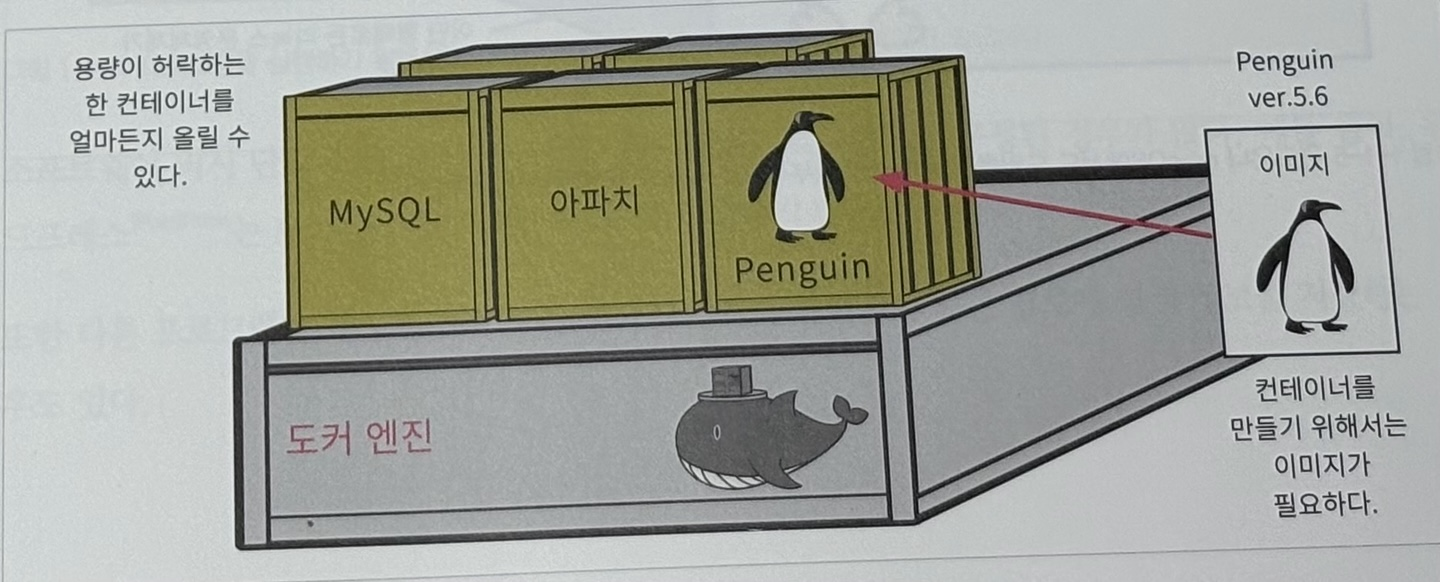 용량이 허락하는
한 컨테이너를
얼마든지 올릴 수
있다.
MySQL
아파치
Penguin
도커 엔진
Penguin
ver.5.6
이미지
컨테이너를
만들기 위해서는
이미지가
필요하다.